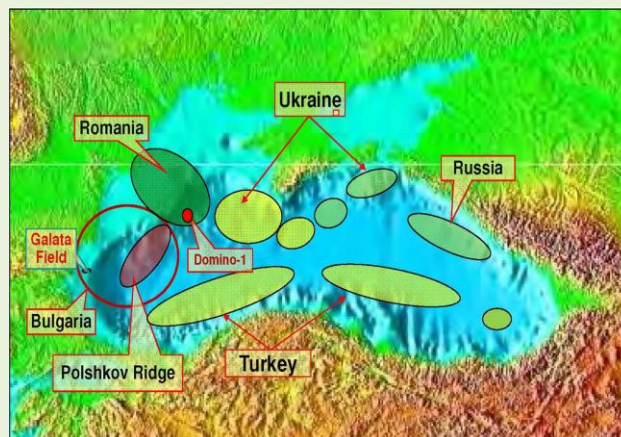 Ukraine
Romania
Russia
Galata
Field
Domino-1
Bulgaria
Polshkov Ridge
Turkey